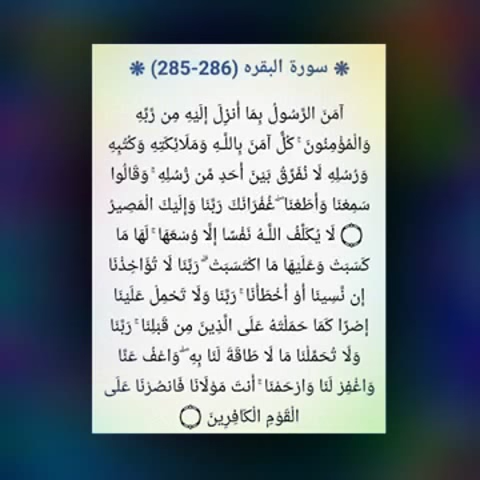 ❋ سورة البقره (286-285) ❋
آمَنَ الرَّسُولُ بِمَا أُنزِلَ إِلَيْهِ مِن رَّبِّهِ
وَالْمُؤْمِنُونَ ۚ كُلٌّ آمَنَ بِاللَّهِ وَمَلَائِكَتِهِ وَكُتُبِهِ
وَرُسُلِهِ لَا نُفَرِّقُ بَيْنَ أَحَدٍ مِّن رُّسُلِهِ ۚ وَقَالُوا
سَمِعْنَا وَأَطَعْنَا ۖ غُفْرَانَكَ رَبَّنَا وَإِلَيْكَ الْمَصِيرُ
۝ لَا يُكَلِّفُ اللَّهُ نَفْسًا إِلَّا وُسْعَهَا ۚ لَهَا مَا
كَسَبَتْ وَعَلَيْهَا مَا اكْتَسَبَتْ ۗ رَبَّنَا لَا تُؤَاخِذْنَا
إِن نَّسِينَا أَوْ أَخْطَأْنَا ۚ رَبَّنَا وَلَا تَحْمِلْ عَلَيْنَا
إِصْرًا كَمَا حَمَلْتَهُ عَلَى الَّذِينَ مِن قَبْلِنَا ۚ رَبَّنَا
وَلَا تُحَمِّلْنَا مَا لَا طَاقَةَ لَنَا بِهِ ۖ وَاعْفُ عَنَّا
وَاغْفِرْ لَنَا وَارْحَمْنَا ۚ أَنتَ مَوْلَانَا فَانصُرْنَا عَلَى
الْقَوْمِ الْكَافِرِينَ ۝